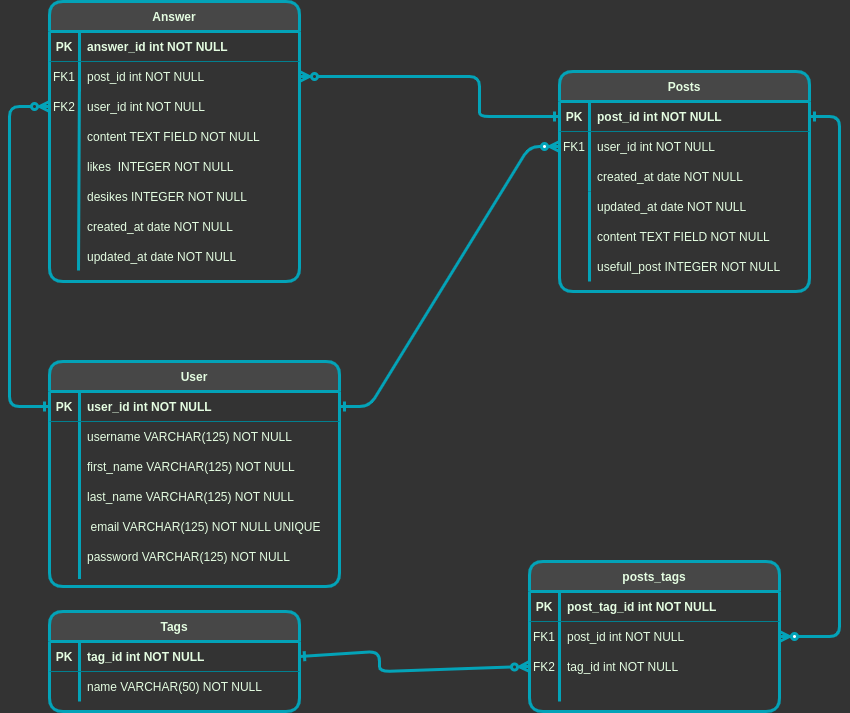 Answer
PK answer_id int NOT NULL
FK1 post_id int NOT NULL
FK2 user_id int NOT NULL
content TEXT FIELD NOT NULL
likes  INTEGER NOT NULL
desikes INTEGER NOT NULL
created_at date NOT NULL
updated_at date NOT NULL
Posts
PK post_id int NOT NULL
FK1 user_id int NOT NULL
created_at date NOT NULL
updated_at date NOT NULL
content TEXT FIELD NOT NULL
usefull_post INTEGER NOT NULL
User
PK user_id int NOT NULL
username VARCHAR(125) NOT NULL
first_name VARCHAR(125) NOT NULL
last_name VARCHAR(125) NOT NULL
email VARCHAR(125) NOT NULL UNIQUE
password VARCHAR(125) NOT NULL
posts_tags
PK post_tag_id int NOT NULL
FK1 post_id int NOT NULL
FK2 tag_id int NOT NULL
Tags
PK tag_id int NOT NULL
name VARCHAR(50) NOT NULL